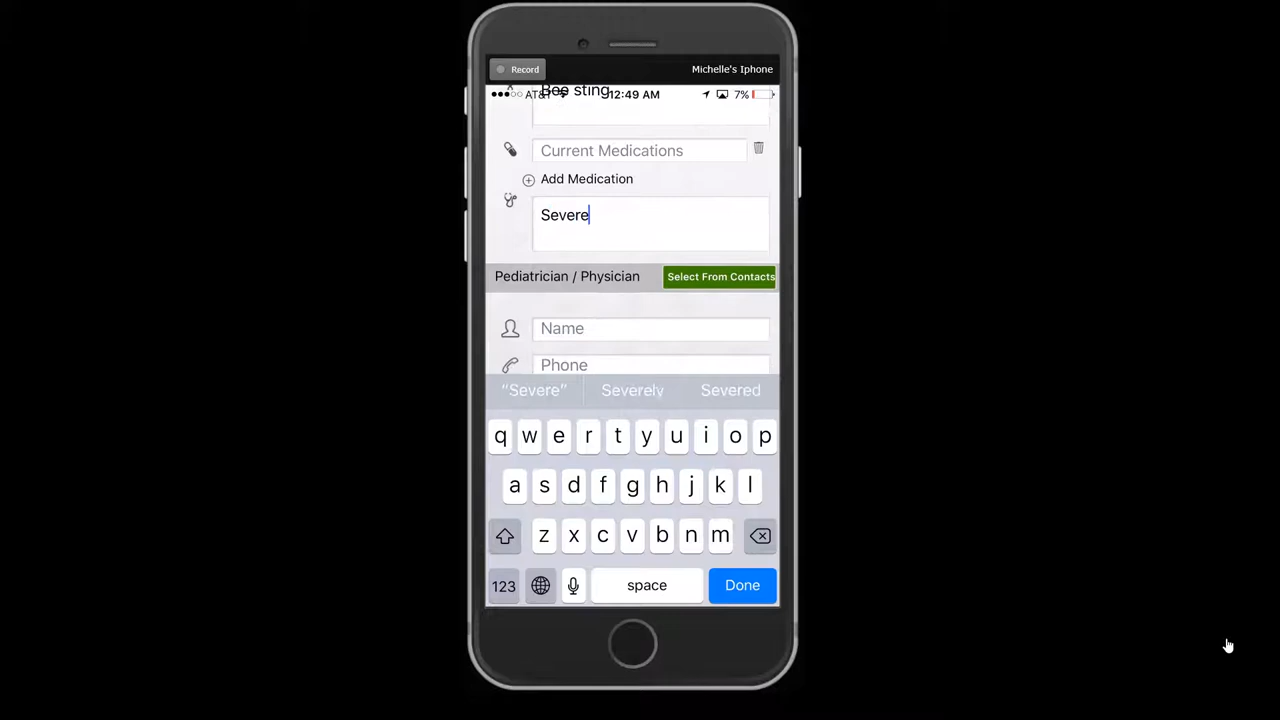 Record
Michelle's Iphone
AT&T 12:49 AM 7%
Bee sting
Current Medications
Add Medication
Severe
Pediatrician / Physician Select From Contacts
Name
Phone
“Severe” Severely Severed
q w e r t y u i o p
a s d f g h j k l
z x c v b n m
123 space Done